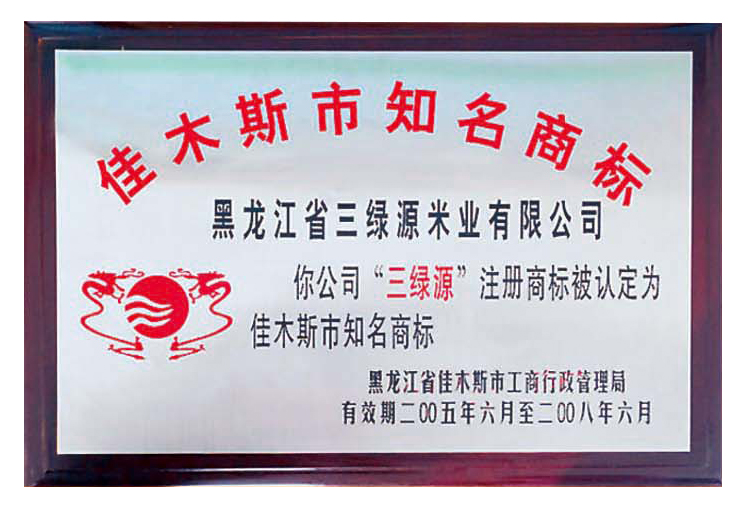 佳木斯市知名商标
黑龙江省三绿源米业有限公司
你公司“三绿源”注册商标被认定为
佳木斯市知名商标
黑龙江省佳木斯市工商行政管理局
有效期二00五年六月至二00八年六月